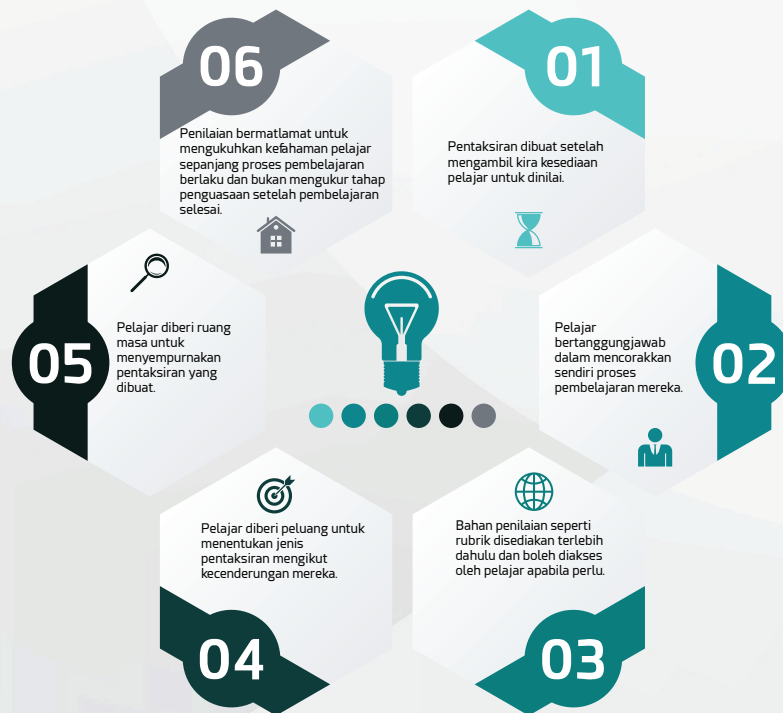 01
Pentaksiran dibuat setelah
mengambil kira kesediaan
pelajar untuk dinilai.
02
Pelajar
bertanggungjawab
dalam mencorakkan
sendiri proses
pembelajaran mereka.
03
Bahan penilaian seperti
rubrik disediakan terlebih
dahulu dan boleh diakses
oleh pelajar apabila perlu.
04
Pelajar diberi peluang untuk
menentukan jenis
pentaksiran mengikut
kecenderungan mereka.
05
Pelajar diberi ruang
masa untuk
menyempurnakan
pentaksiran yang
dibuat.
06
Penilaian bermatlamat untuk
mengukuhkan kefahaman pelajar
sepanjang proses pembelajaran
berlaku dan bukan mengukur tahap
penguasaan setelah pembelajaran
selesai.